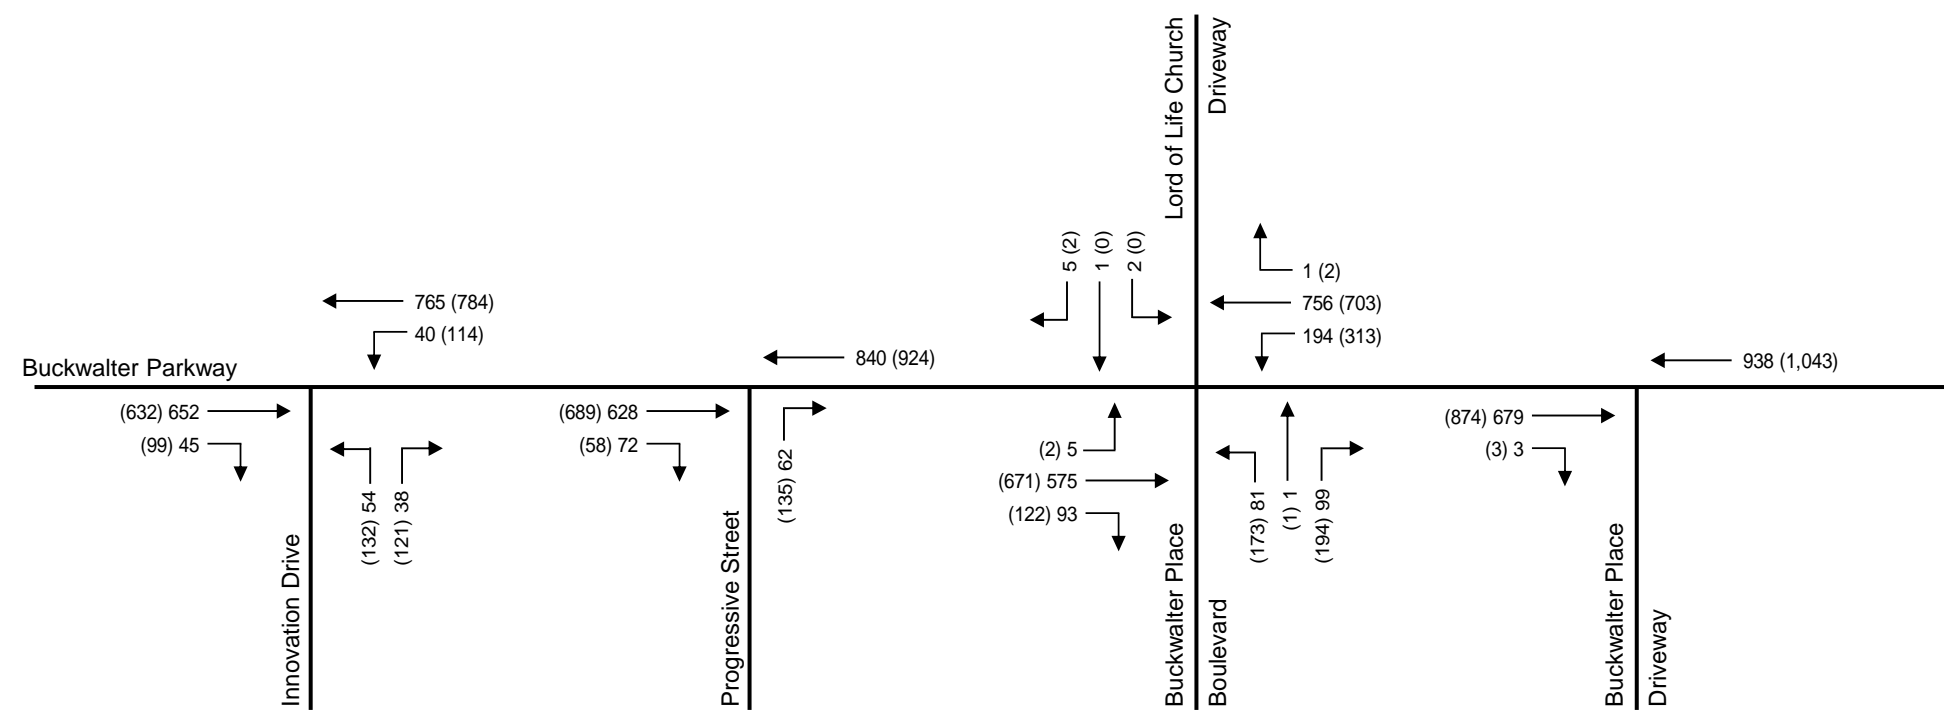 Lord of Life Church
Driveway
5 (2)
1 (0)
2 (0)
1 (2)
756 (703)
194 (313)
765 (784)
40 (114)
840 (924)
938 (1,043)
Buckwalter Parkway
(632) 652
(99) 45
(132) 54
(121) 38
Innovation Drive
(689) 628
(58) 72
(135) 62
Progressive Street
(2) 5
(671) 575
(122) 93
Buckwalter Place
Boulevard
(173) 81
(1) 1
(194) 99
(874) 679
(3) 3
Buckwalter Place
Driveway